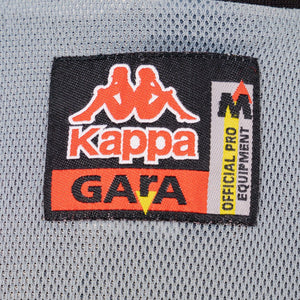 Kappa
GArA
M
OFFICIAL PRO
EQUIPMENT